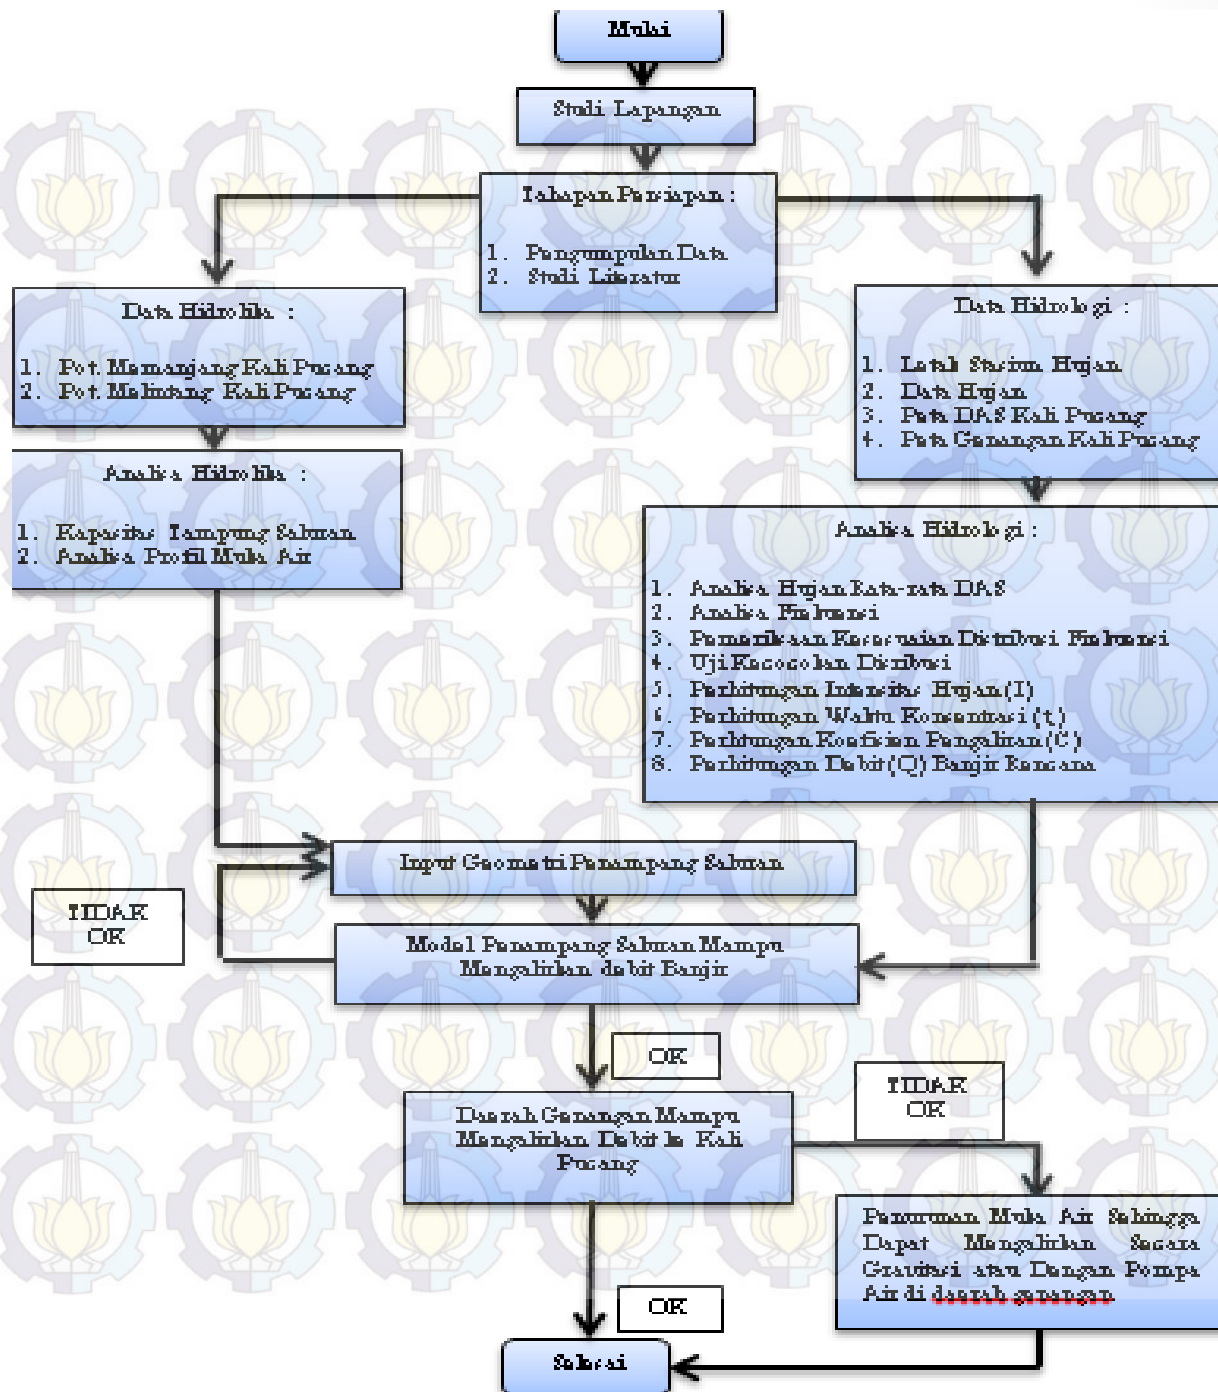 Mulai
Studi Lapangan
Tahapan Persiapan :
1. Pengumpulan Data
2. Studi Literatur
Data Hidrolika :
1. Pot. Memanjang Kali Pucang
2. Pot. Melintang Kali Pucang
Data Hidrologi :
1. Letak Stasiun Hujan
2. Data Hujan
3. Peta DAS Kali Pucang
4. Peta Genangan Kali Pucang
Analisa Hidrolika :
1. Kapasitas Tampung Saluran
2. Analisa Profil Muka Air
Analisa Hidrologi :
1. Analisa Hujan Rata-rata DAS
2. Analisa Frekuensi
3. Pemeriksaan Kesesuaian Distribusi Frekuensi
4. Uji Kecocokan Distribusi
5. Perhitungan Intensitas Hujan (I)
6. Perhitungan Waktu Konsentrasi (t)
7. Perhitungan Koefisien Pengaliran (C)
8. Perhitungan Debit (Q) Banjir Rencana
Input Geometri Penampang Saluran
TIDAK
OK
Model Penampang Saluran Mampu
Mengalirkan debit Banjir
OK
TIDAK
OK
Daerah Genangan Mampu
Mengalirkan Debit ke Kali
Pucang
Penurunan Muka Air Sehingga
Dapat Mengalirkan Secara
Gravitasi atau Dengan Pompa
Air di daerah genangan
OK
Selesai